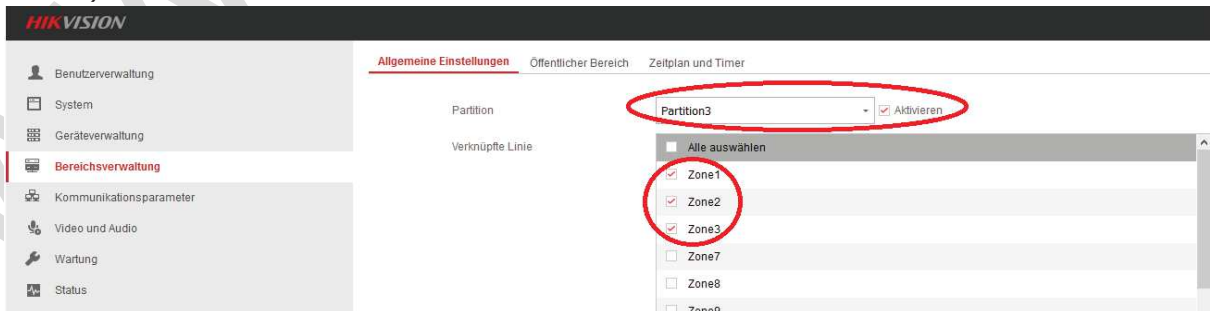 HIKVISION
Allgemeine Einstellungen Öffentlicher Bereich Zeitplan und Timer
Benutzerverwaltung
System
Geräteverwaltung
Bereichsverwaltung
Kommunikationsparameter
Video und Audio
Wartung
Status
Partition Partition3 Aktivieren
Verknüpfte Linie
Alle auswählen
Zone1
Zone2
Zone3
Zone7
Zone8